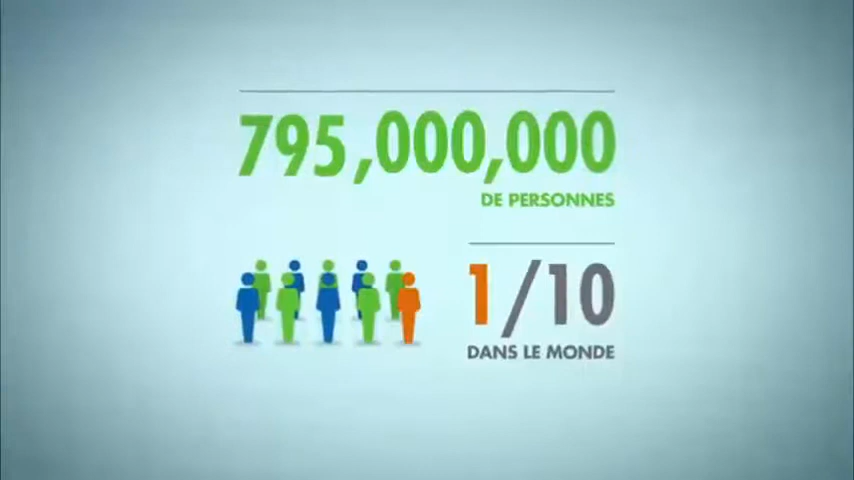 795,000,000
DE PERSONNES
1/10
DANS LE MONDE